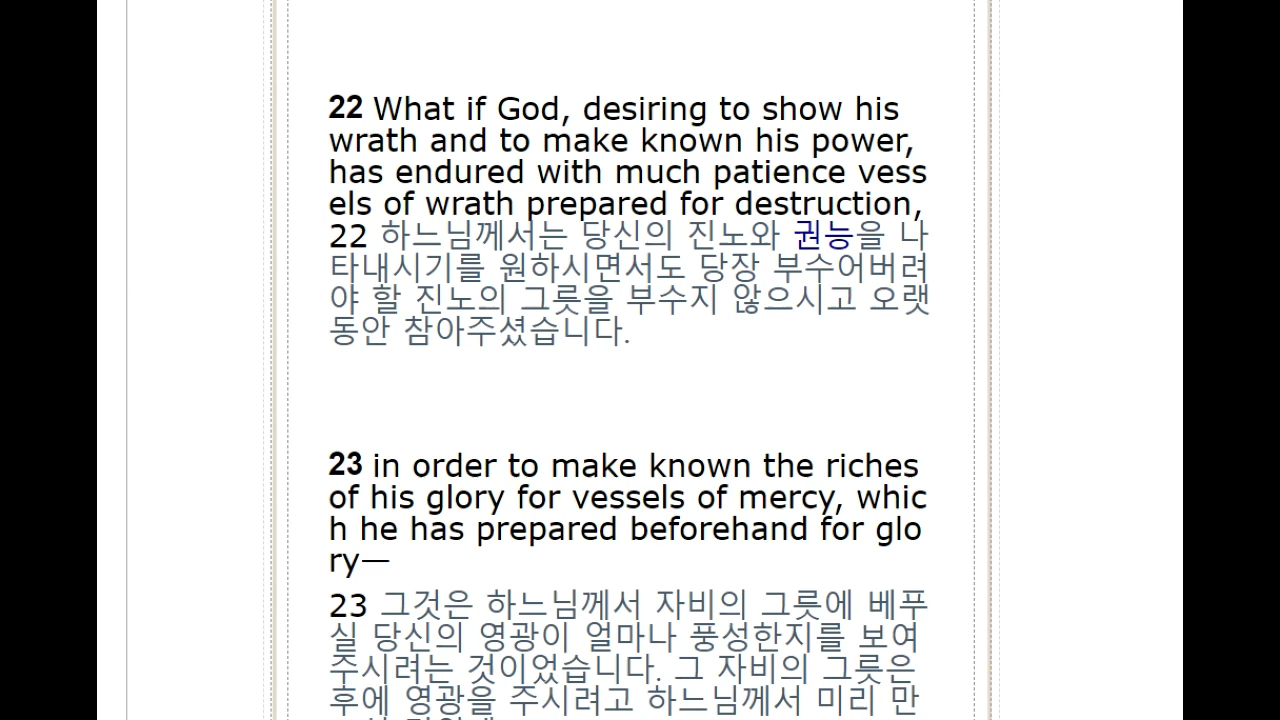 22 What if God, desiring to show his
wrath and to make known his power,
has endured with much patience vess
els of wrath prepared for destruction,
22 하느님께서는 당신의 진노와 권능을 나
타내시기를 원하시면서도 당장 부수어버려
야 할 진노의 그릇을 부수지 않으시고 오랫
동안 참아주셨습니다.
23 in order to make known the riches
of his glory for vessels of mercy, whic
h he has prepared beforehand for glo
ry—
23 그것은 하느님께서 자비의 그릇에 베푸
실 당신의 영광이 얼마나 풍성한지를 보여
주시려는 것이었습니다. 그 자비의 그릇은
후에 영광을 주시려고 하느님께서 미리 만